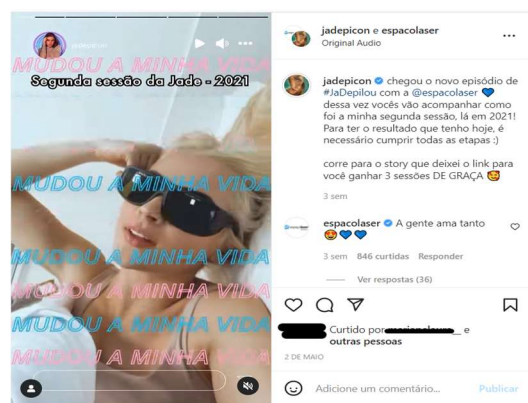 MUDOU A MINHA VIDA
Segunda sessão da Jade - 2021
MUDOU A MINHA VIDA
MUDOU A MINHA VIDA
MUDOU A MINHA VIDA
MUDOU A MINHA VIDA
MUDOU A MINHA VIDA
jadepicon e espacolaser
Original Audio
jadepicon chegou o novo episódio de
#JaDepilou com a @espacolaser 💙
dessa vez vocês vão acompanhar como
foi a minha segunda sessão, lá em 2021!
Para ter o resultado que tenho hoje, é
necessário cumprir todas as etapas :)
corre para o story que deixei o link para
você ganhar 3 sessões DE GRAÇA 🥰
3 sem
espacolaser A gente ama tanto
😍💙💙
3 sem 846 curtidas Responder
Ver respostas (36)
Curtido por e
outras pessoas
2 DE MAIO
Adicione um comentário... Publicar